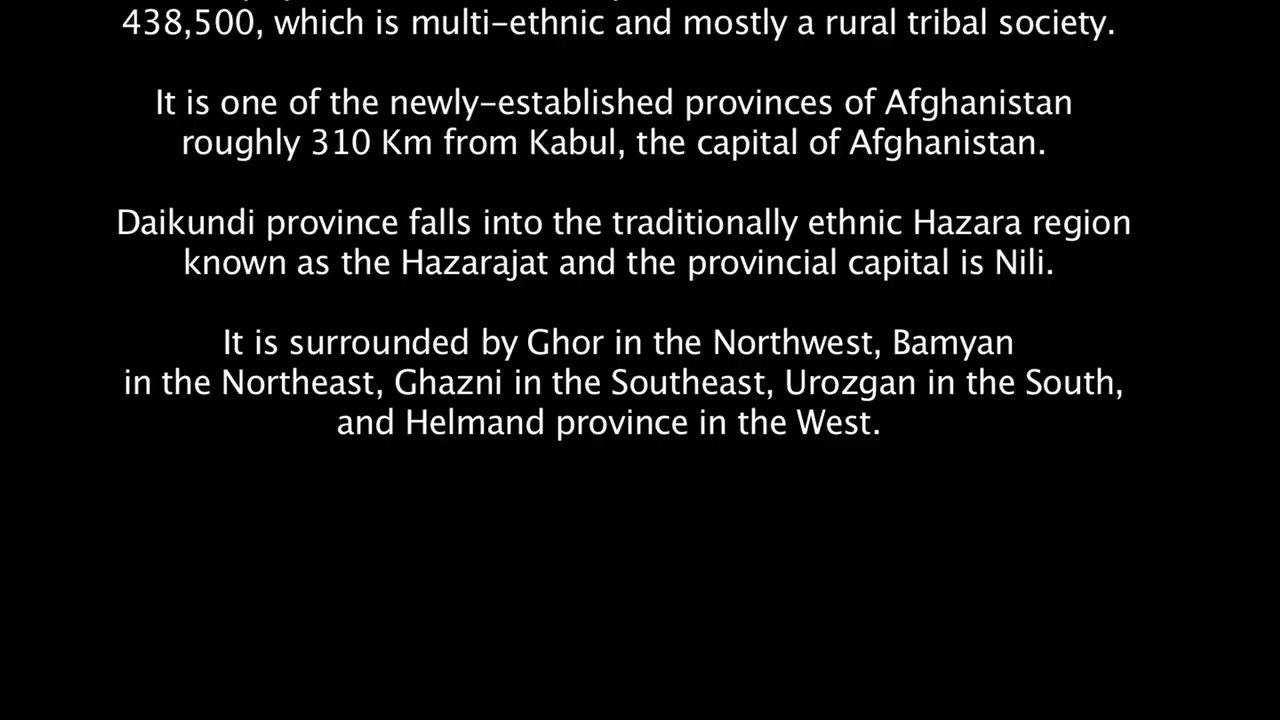 438,500, which is multi-ethnic and mostly a rural tribal society.
It is one of the newly-established provinces of Afghanistan
roughly 310 Km from Kabul, the capital of Afghanistan.
Daikundi province falls into the traditionally ethnic Hazara region
known as the Hazarajat and the provincial capital is Nili.
It is surrounded by Ghor in the Northwest, Bamyan
in the Northeast, Ghazni in the Southeast, Urozgan in the South,
and Helmand province in the West.